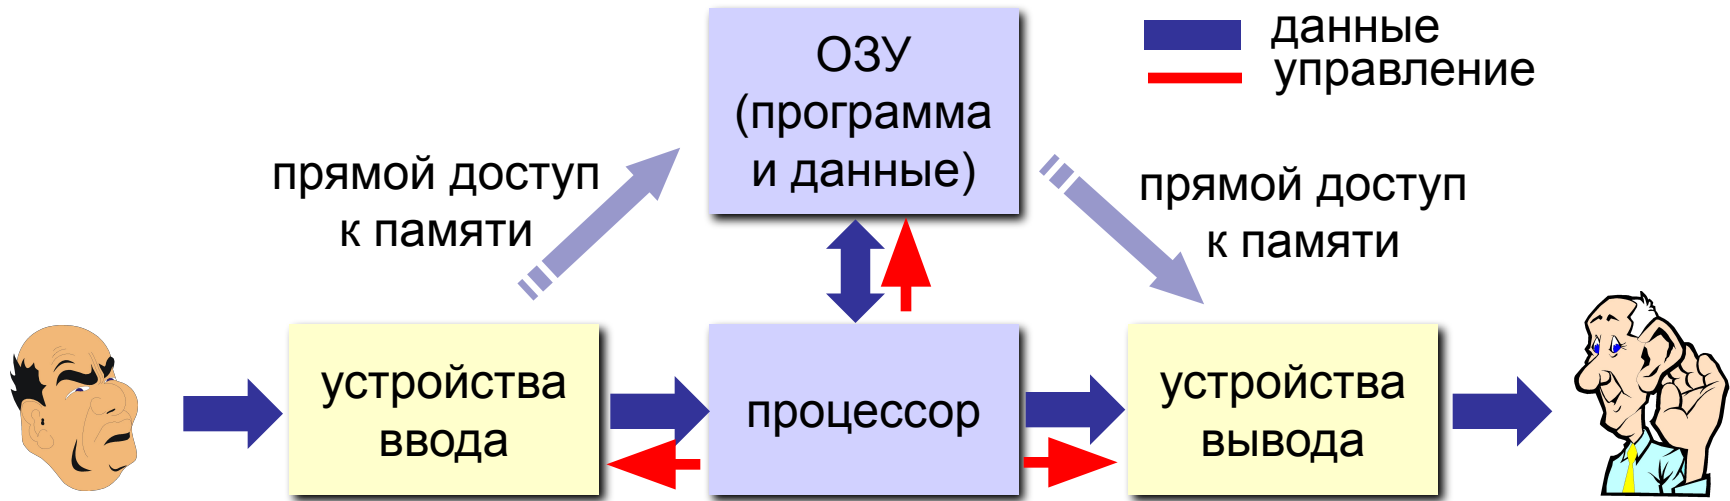 ОЗУ
(программа
и данные)
данные
управление
прямой доступ
к памяти
прямой доступ
к памяти
устройства
ввода
процессор
устройства
вывода